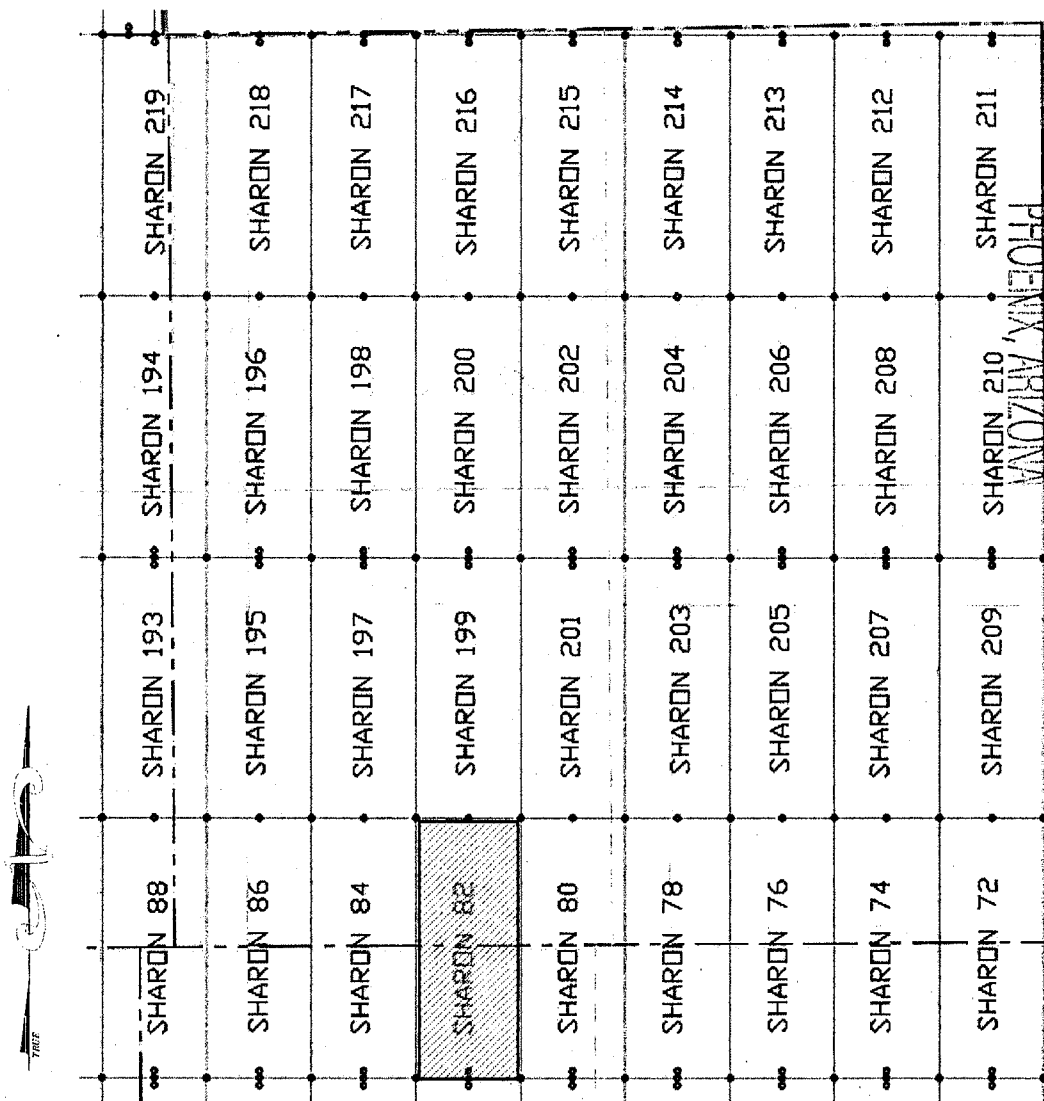 SHARON 219
SHARON 218
SHARON 217
SHARON 216
SHARON 215
SHARON 214
SHARON 213
SHARON 212
SHARON 211
PHOENIX, ARIZONA
SHARON 194
SHARON 196
SHARON 198
SHARON 200
SHARON 202
SHARON 204
SHARON 206
SHARON 208
SHARON 210
SHARON 193
SHARON 195
SHARON 197
SHARON 199
SHARON 201
SHARON 203
SHARON 205
SHARON 207
SHARON 209
SHARON 88
SHARON 86
SHARON 84
SHARON 82
SHARON 80
SHARON 78
SHARON 76
SHARON 74
SHARON 72
TRUE